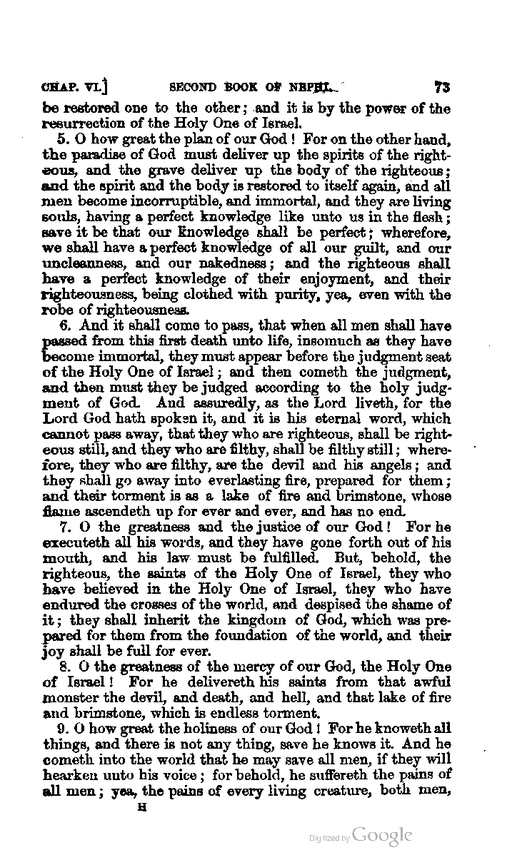 CHAP. VI.] SECOND BOOK OF NEPHI. 73
be restored one to the other; and it is by the power of the
resurrection of the Holy One of Israel.
5. O how great the plan of our God! For on the other hand,
the paradise of God must deliver up the spirits of the right-
eous, and the grave deliver up the body of the righteous;
and the spirit and the body is restored to itself again, and all
men become incorruptible, and immortal, and they are living
souls, having a perfect knowledge like unto us in the flesh;
save it be that our knowledge shall be perfect; wherefore,
we shall have a perfect knowledge of all our guilt, and our
uncleanness, and our nakedness; and the righteous shall
have a perfect knowledge of their enjoyment, and their
righteousness, being clothed with purity, yea, even with the
robe of righteousness.
6. And it shall come to pass, that when all men shall have
passed from this first death unto life, insomuch as they have
become immortal, they must appear before the judgment seat
of the Holy One of Israel; and then cometh the judgment,
and then must they be judged according to the holy judg-
ment of God. And assuredly, as the Lord liveth, for the
Lord God hath spoken it, and it is his eternal word, which
cannot pass away, that they who are righteous, shall be right-
eous still, and they who are filthy, shall be filthy still; where-
fore, they who are filthy, are the devil and his angels; and
they shall go away into everlasting fire, prepared for them;
and their torment is as a lake of fire and brimstone, whose
flame ascendeth up for ever and ever, and has no end.
7. O the greatness and the justice of our God! For he
executeth all his words, and they have gone forth out of his
mouth, and his law must be fulfilled. But, behold, the
righteous, the saints of the Holy One of Israel, they who
have believed in the Holy One of Israel, they who have
endured the crosses of the world, and despised the shame of
it; they shall inherit the kingdom of God, which was pre-
pared for them from the foundation of the world, and their
joy shall be full for ever.
8. O the greatness of the mercy of our God, the Holy One
of Israel! For he delivereth his saints from that awful
monster the devil, and death, and hell, and that lake of fire
and brimstone, which is endless torment.
9. O how great the holiness of our God! For he knoweth all
things, and there is not any thing, save he knows it. And he
cometh into the world that he may save all men, if they will
hearken unto his voice; for behold, he suffereth the pains of
all men; yea, the pains of every living creature, both men,
H
Digitized by Google